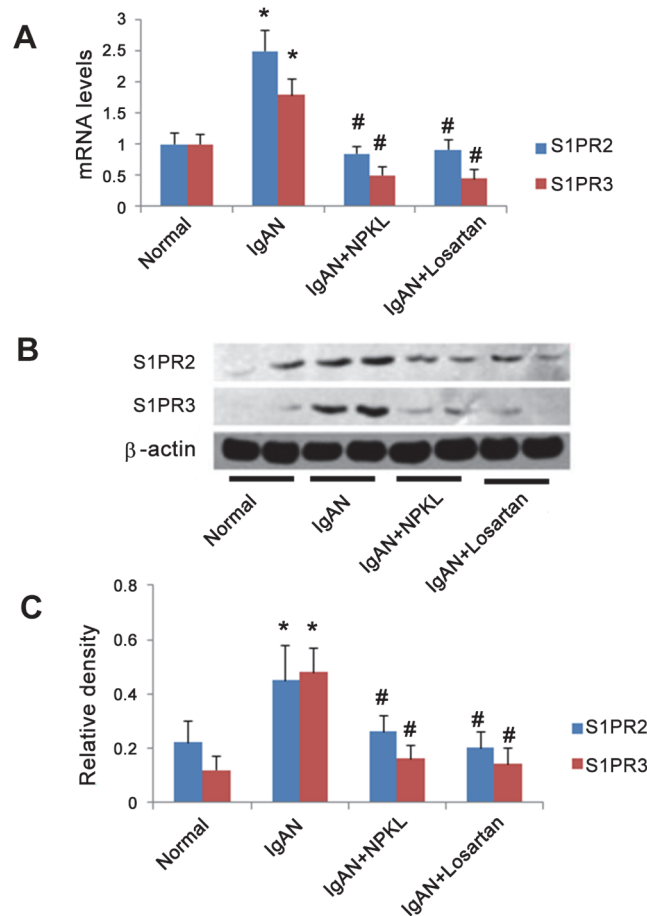 A
mRNA levels
3
2.5
2
1.5
1
0.5
0
*
*
#
#
#
#
S1PR2
S1PR3
Normal
IgAN
IgAN+NPKL
IgAN+Losartan
B
S1PR2
S1PR3
β-actin
Normal
IgAN
IgAN+NPKL
IgAN+Losartan
C
Relative density
0.8
0.6
0.4
0.2
0
*
*
#
#
#
#
S1PR2
S1PR3
Normal
IgAN
IgAN+NPKL
IgAN+Losartan